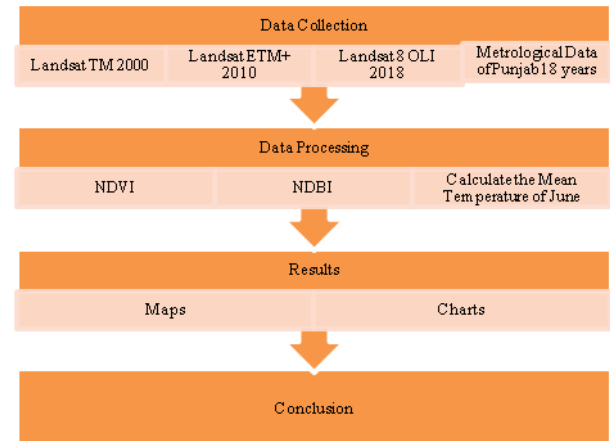 Data Collection
Landsat TM 2000
Landsat ETM+
2010
Landsat 8 OLI
2018
Metrological Data
of Punjab 18 years
Data Processing
NDVI
NDBI
Calculate the Mean
Temperature of June
Results
Maps
Charts
Conclusion